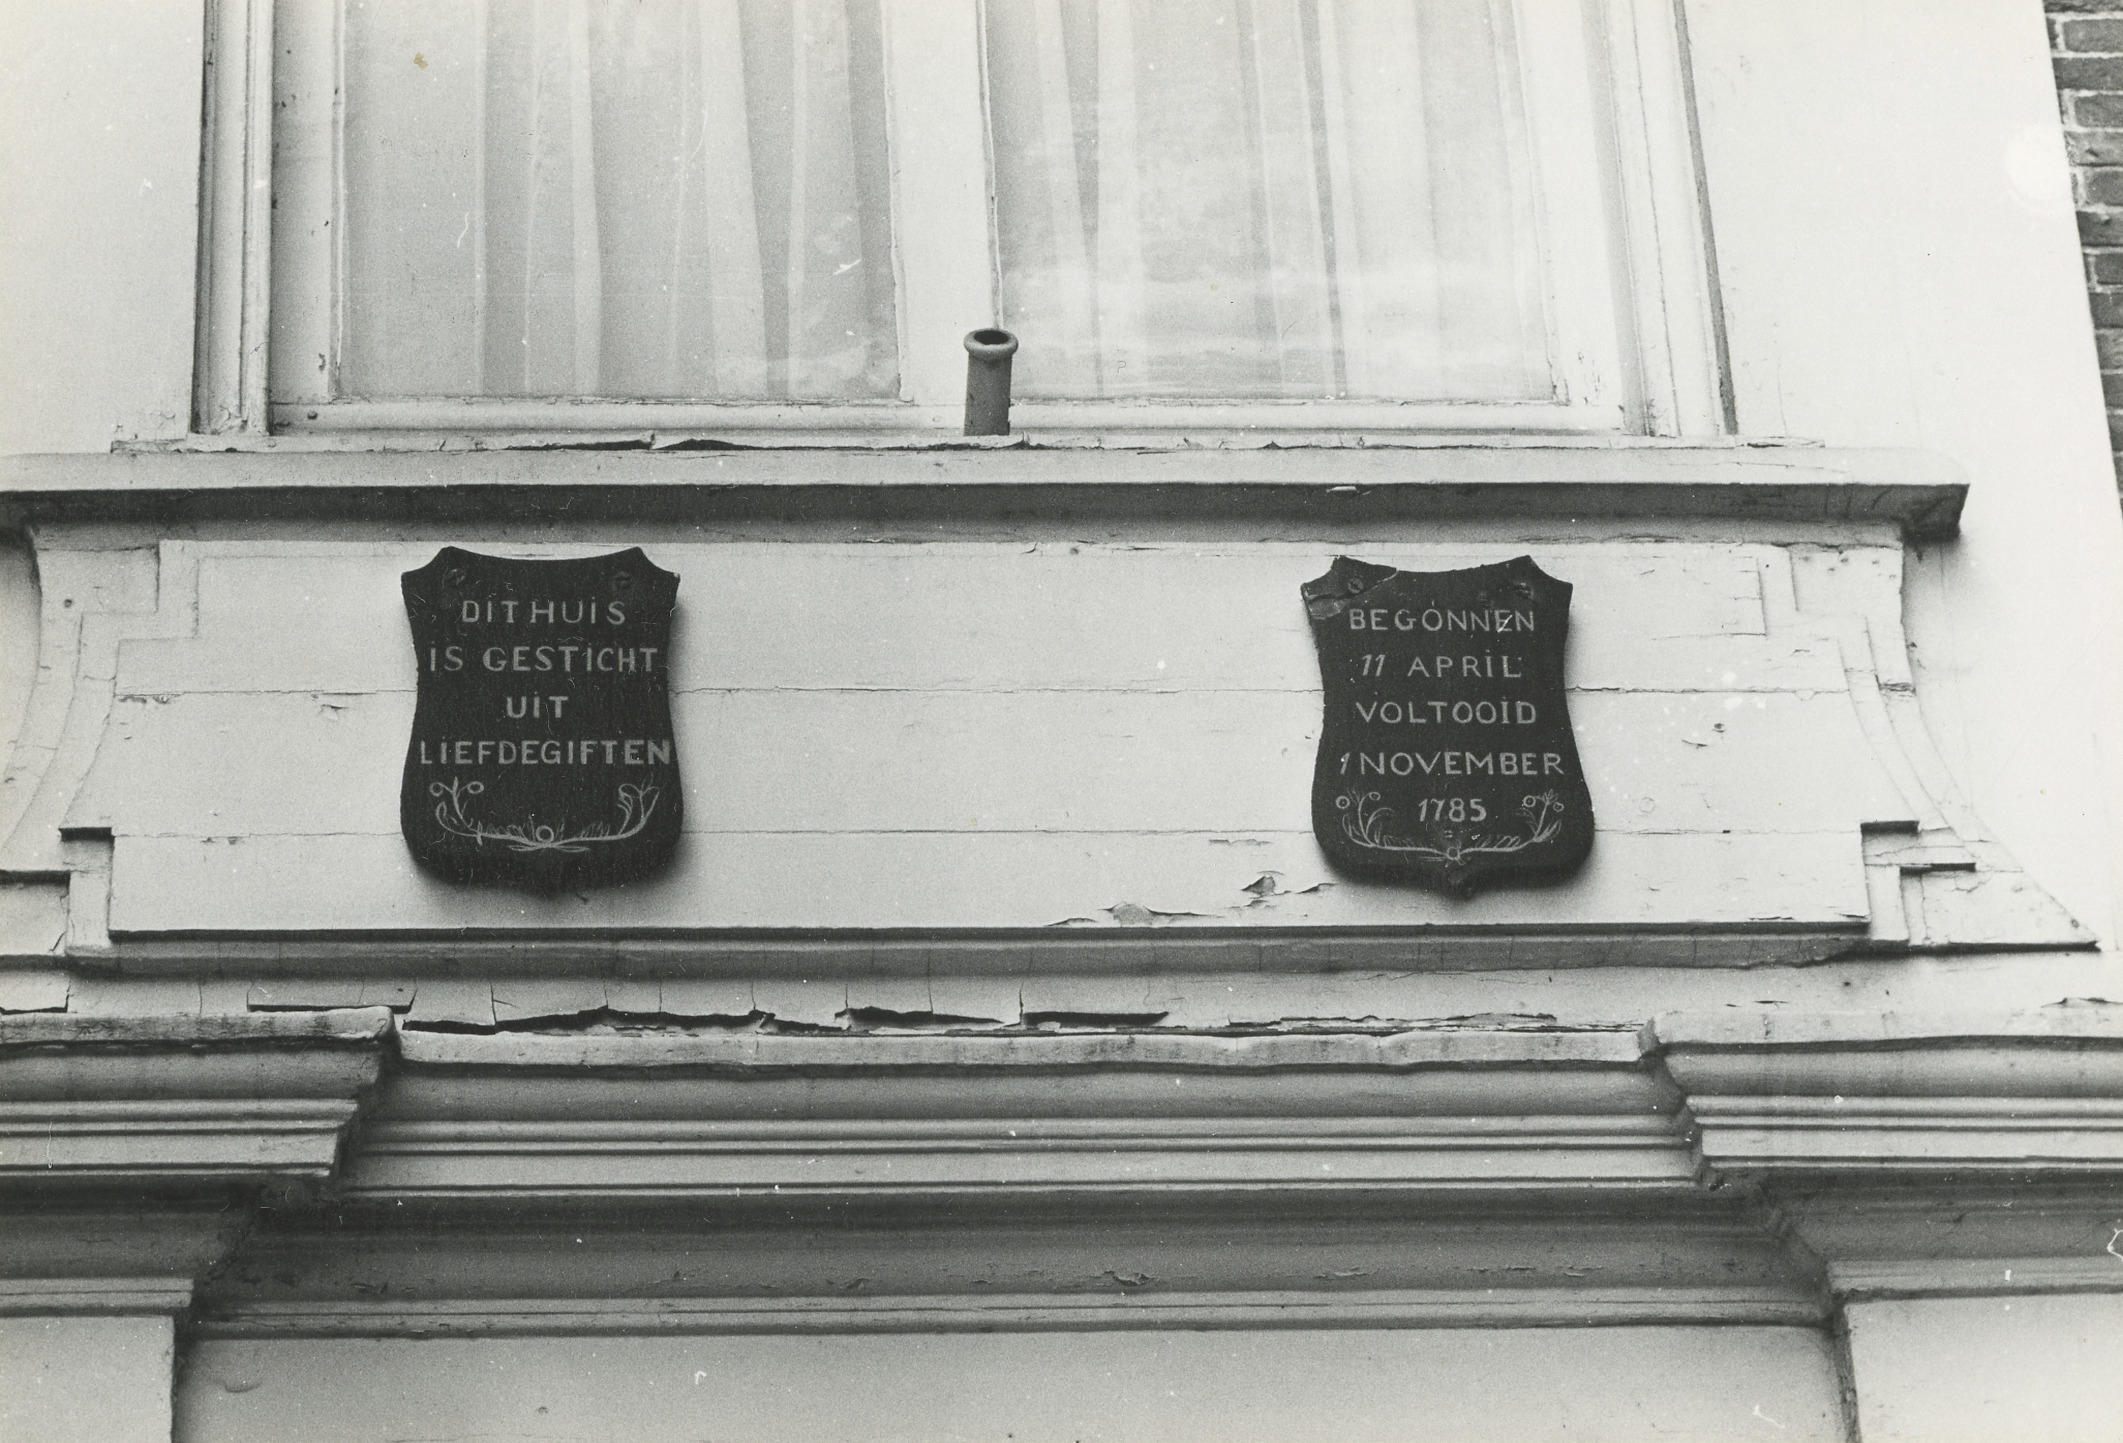 DIT HUIS
IS GESTICHT
UIT
LIEFDEGIFTEN
BEGONNEN
11 APRIL
VOLTOOID
1 NOVEMBER
1785